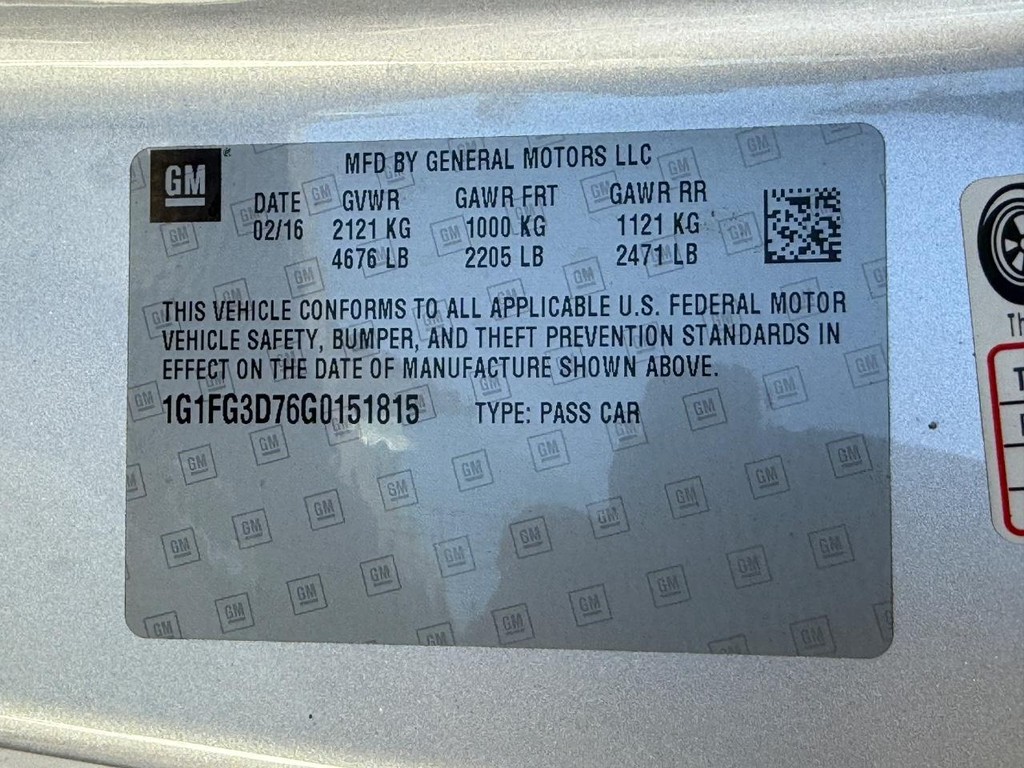 GM
MFD BY GENERAL MOTORS LLC
DATE GVWR GAWR FRT GAWR RR
02/16 2121 KG 1000 KG 1121 KG
4676 LB 2205 LB 2471 LB
THIS VEHICLE CONFORMS TO ALL APPLICABLE U.S. FEDERAL MOTOR
VEHICLE SAFETY, BUMPER, AND THEFT PREVENTION STANDARDS IN
EFFECT ON THE DATE OF MANUFACTURE SHOWN ABOVE.
1G1FG3D76G0151815 TYPE: PASS CAR